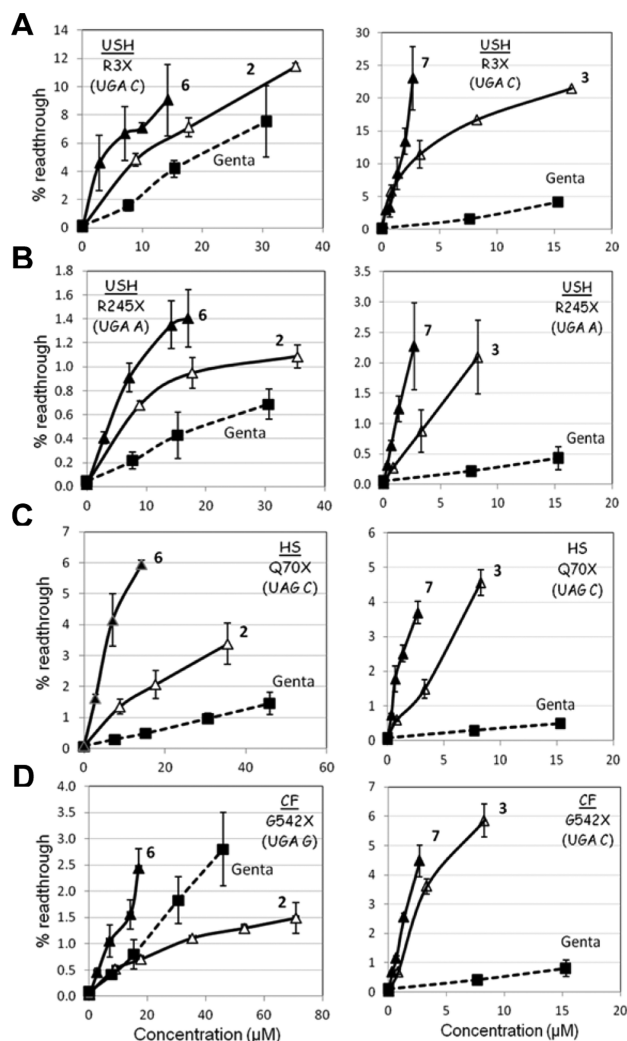 A
USH
R3X
(UGA C)
6
2
Genta
% readthrough
14
12
10
8
6
4
2
0
0 10 20 30 40
USH
R3X
(UGA C)
7
3
Genta
30
25
20
15
10
5
0
0 5 10 15 20
B
USH
R245X
(UGA A)
6
2
Genta
% readthrough
1.8
1.6
1.4
1.2
1.0
0.8
0.6
0.4
0.2
0.0
0 10 20 30 40
USH
R245X
(UGA A)
7
3
Genta
3.5
3.0
2.5
2.0
1.5
1.0
0.5
0.0
0 5 10 15 20
C
HS
Q70X
(UAG C)
6
2
Genta
% readthrough
7
6
5
4
3
2
1
0
0 20 40 60
HS
Q70X
(UAG C)
7
3
Genta
6
5
4
3
2
1
0
0 5 10 15 20
D
CF
G542X
(UGA G)
6
Genta
2
% readthrough
4.0
3.5
3.0
2.5
2.0
1.5
1.0
0.5
0.0
0 20 40 60 80
Concentration (µM)
CF
G542X
(UGA C)
7
3
Genta
7
6
5
4
3
2
1
0
0 5 10 15 20
Concentration (µM)